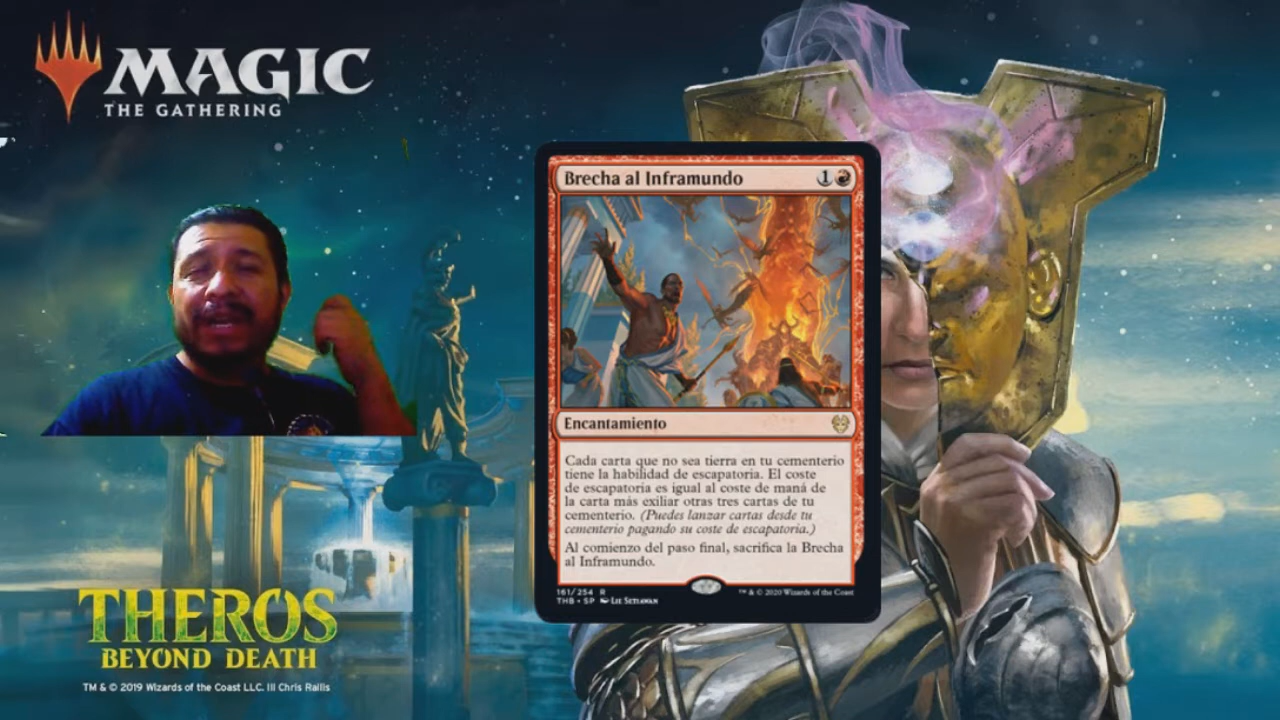 MAGIC
THE GATHERING
Brecha al Inframundo 1
Encantamiento
Cada carta que no sea tierra en tu cementerio
tiene la habilidad de escapatoria. El coste
de escapatoria es igual al coste de maná de
la carta más exiliar otras tres cartas de tu
cementerio. (Puedes lanzar cartas desde tu
cementerio pagando su coste de escapatoria.)
Al comienzo del paso final, sacrifica la Brecha
al Inframundo.
161/254 R
THB • SP Lie Setiawan
™ & © 2020 Wizards of the Coast
THEROS
BEYOND DEATH
TM & © 2019 Wizards of the Coast LLC. Ill Chris Rallis